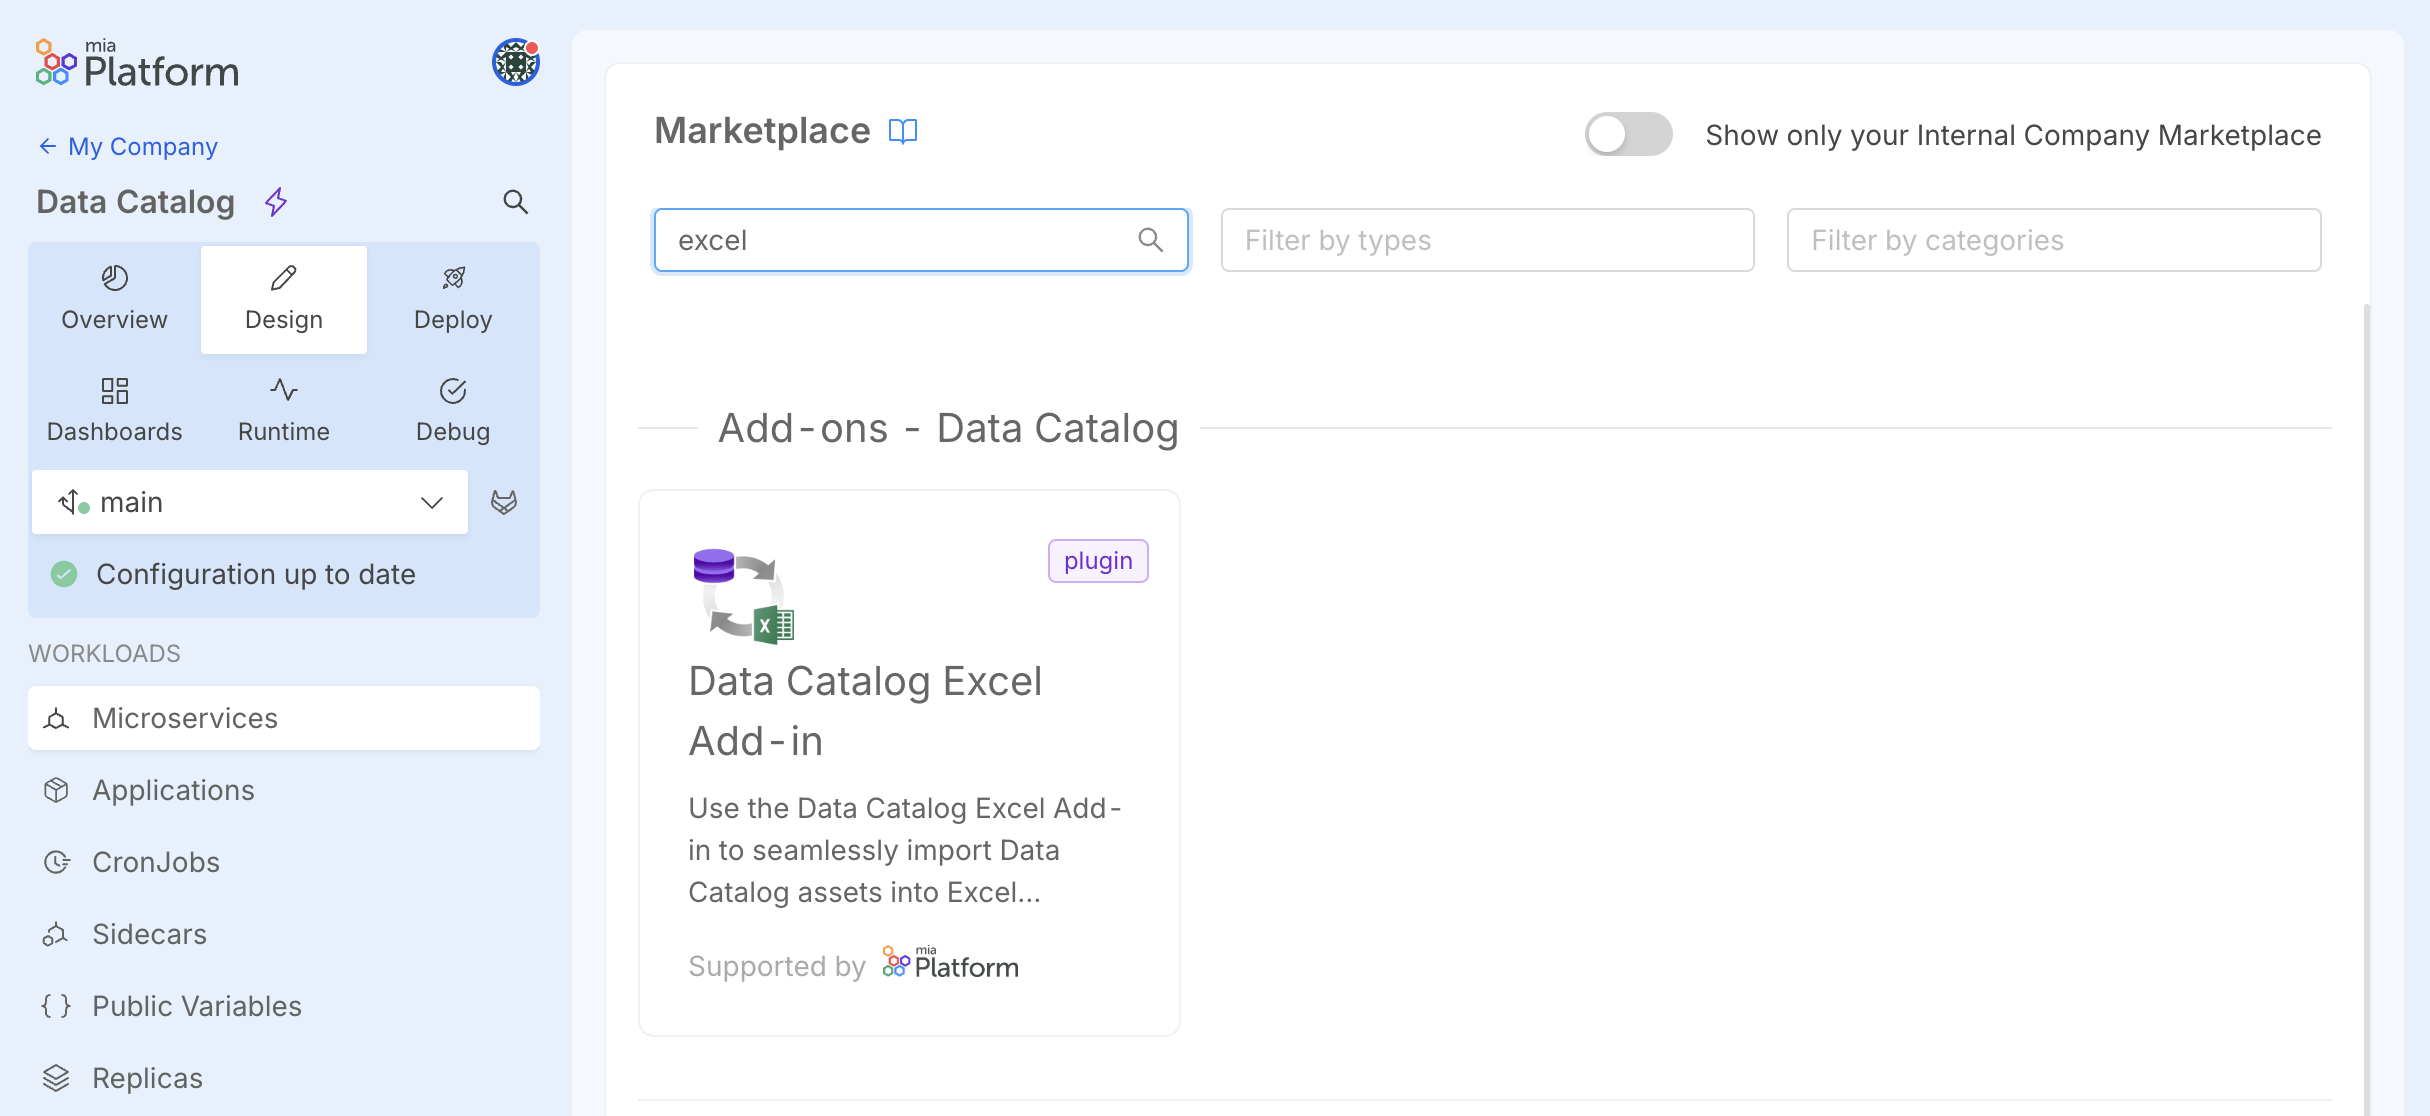 mia
Platform
My Company
Data Catalog
Overview
Design
Deploy
Dashboards
Runtime
Debug
main
Configuration up to date
WORKLOADS
Microservices
Applications
CronJobs
Sidecars
Public Variables
Replicas
Marketplace
Show only your Internal Company Marketplace
excel
Filter by types
Filter by categories
Add-ons - Data Catalog
plugin
X
Data Catalog Excel
Add-in
Use the Data Catalog Excel Add-
in to seamlessly import Data
Catalog assets into Excel...
Supported by mia Platform